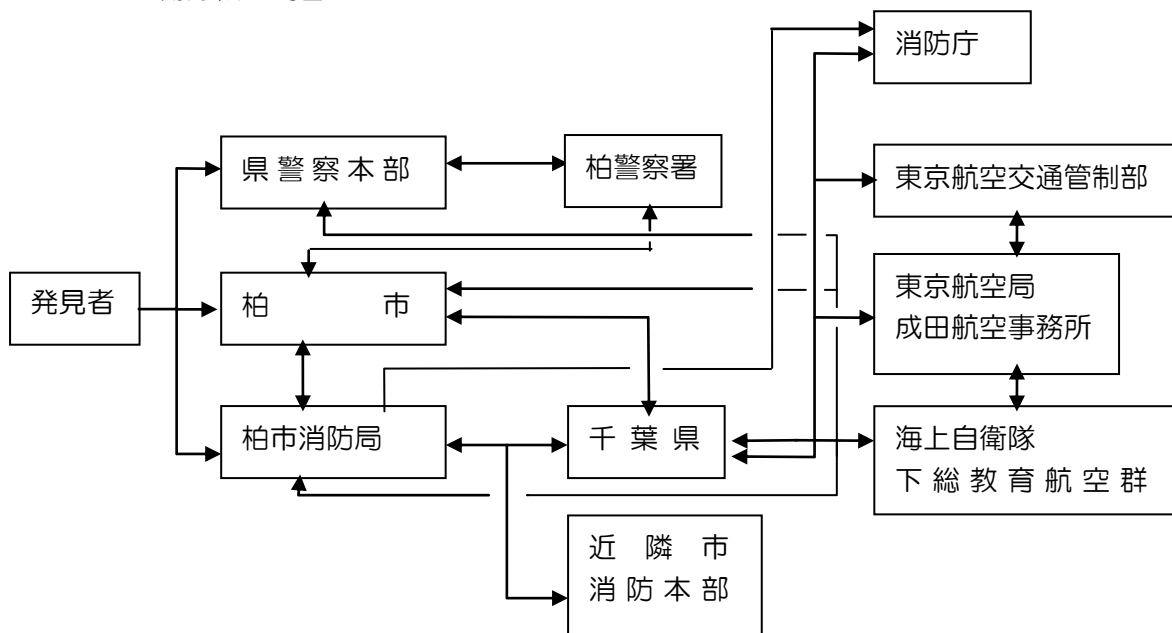 消防庁
県警察本部
柏警察署
東京航空交通管制部
発見者
柏　　　市
東京航空局
成田航空事務所
柏市消防局
千葉県
海上自衛隊
下総教育航空群
近隣市
消防本部